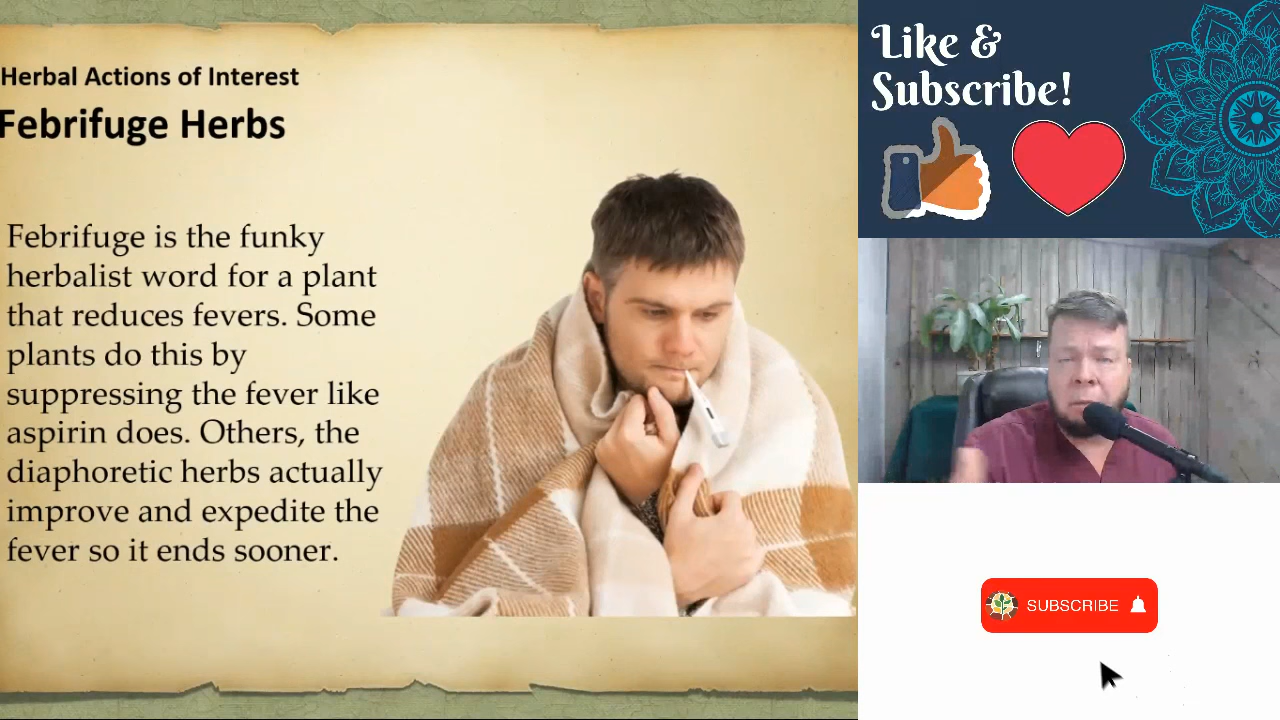 Herbal Actions of Interest
Febrifuge Herbs
Febrifuge is the funky
herbalist word for a plant
that reduces fevers. Some
plants do this by
suppressing the fever like
aspirin does. Others, the
diaphoretic herbs actually
improve and expedite the
fever so it ends sooner.
Like &
Subscribe!
SUBSCRIBE